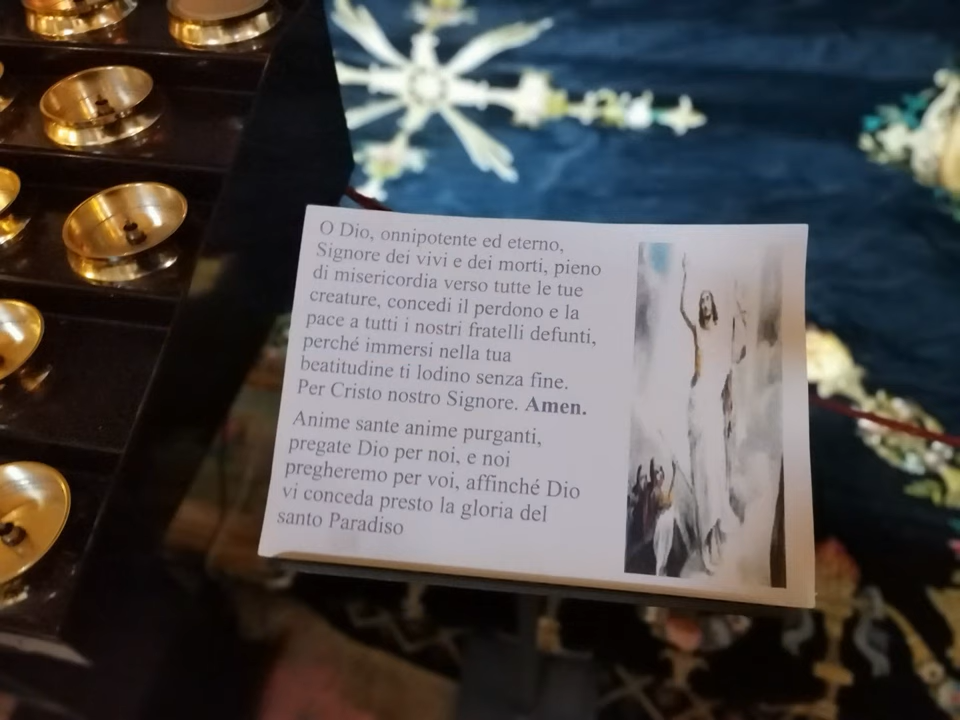 O Dio, onnipotente ed eterno,
Signore dei vivi e dei morti, pieno
di misericordia verso tutte le tue
creature, concedi il perdono e la
pace a tutti i nostri fratelli defunti,
perché immersi nella tua
beatitudine ti lodino senza fine.
Per Cristo nostro Signore. Amen.
Anime sante anime purganti,
pregate Dio per noi, e noi
pregheremo per voi, affinché Dio
vi conceda presto la gloria del
santo Paradiso